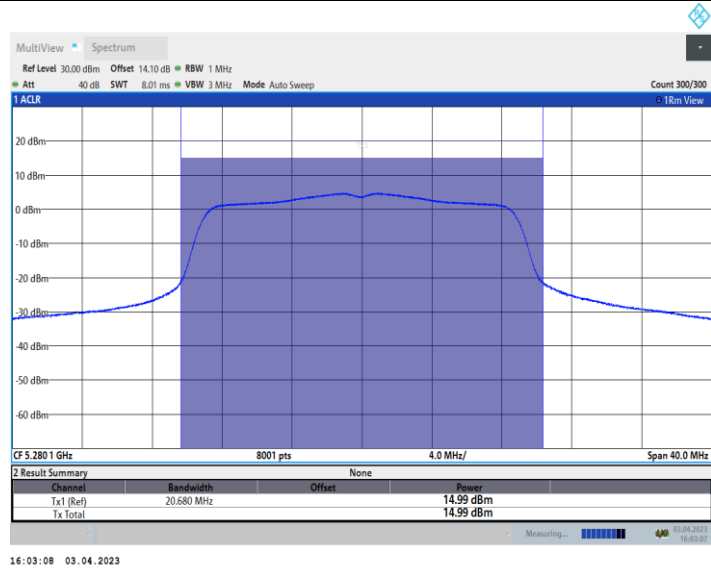 MultiView Spectrum
Ref Level 30.00 dBm Offset 14.10 dB RBW 1 MHz
Att 40 dB SWT 8.01 ms VBW 3 MHz Mode Auto Sweep Count 300/300
1 ACLR 1Rm View
20 dBm
10 dBm
0 dBm
-10 dBm
-20 dBm
-30 dBm
-40 dBm
-50 dBm
-60 dBm
CF 5.2801 GHz 8001 pts 4.0 MHz/ Span 40.0 MHz
2 Result Summary None
Channel Bandwidth Offset Power
Tx1 (Ref) 20.680 MHz 14.99 dBm
Tx Total 14.99 dBm
Measuring... 03.04.2023
16:03:07
16:03:08 03.04.2023